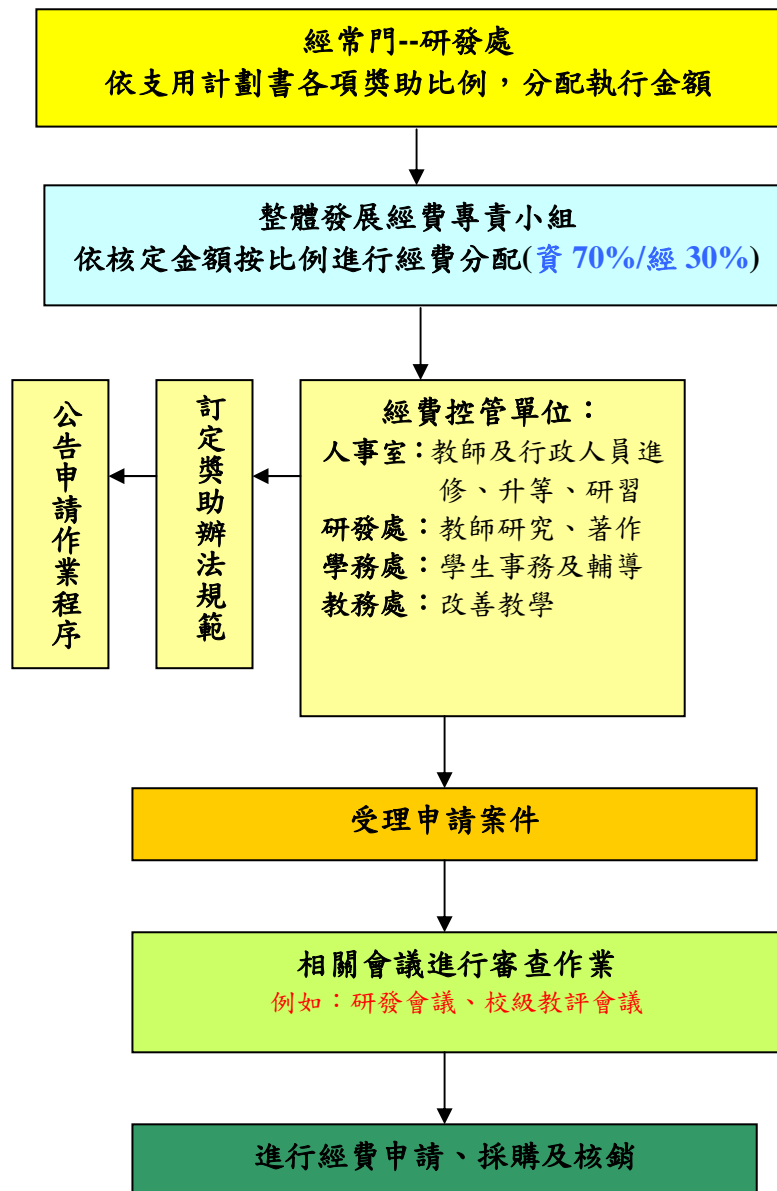 經常門--研發處
依支用計劃書各項獎助比例，分配執行金額
整體發展經費專責小組
依核定金額按比例進行經費分配(資 70%/經 30%)
公告申請作業程序
訂定獎助辦法規範
經費控管單位：
人事室：教師及行政人員進
修、升等、研習
研發處：教師研究、著作
學務處：學生事務及輔導
教務處：改善教學
受理申請案件
相關會議進行審查作業
例如：研發會議、校級教評會議
進行經費申請、採購及核銷